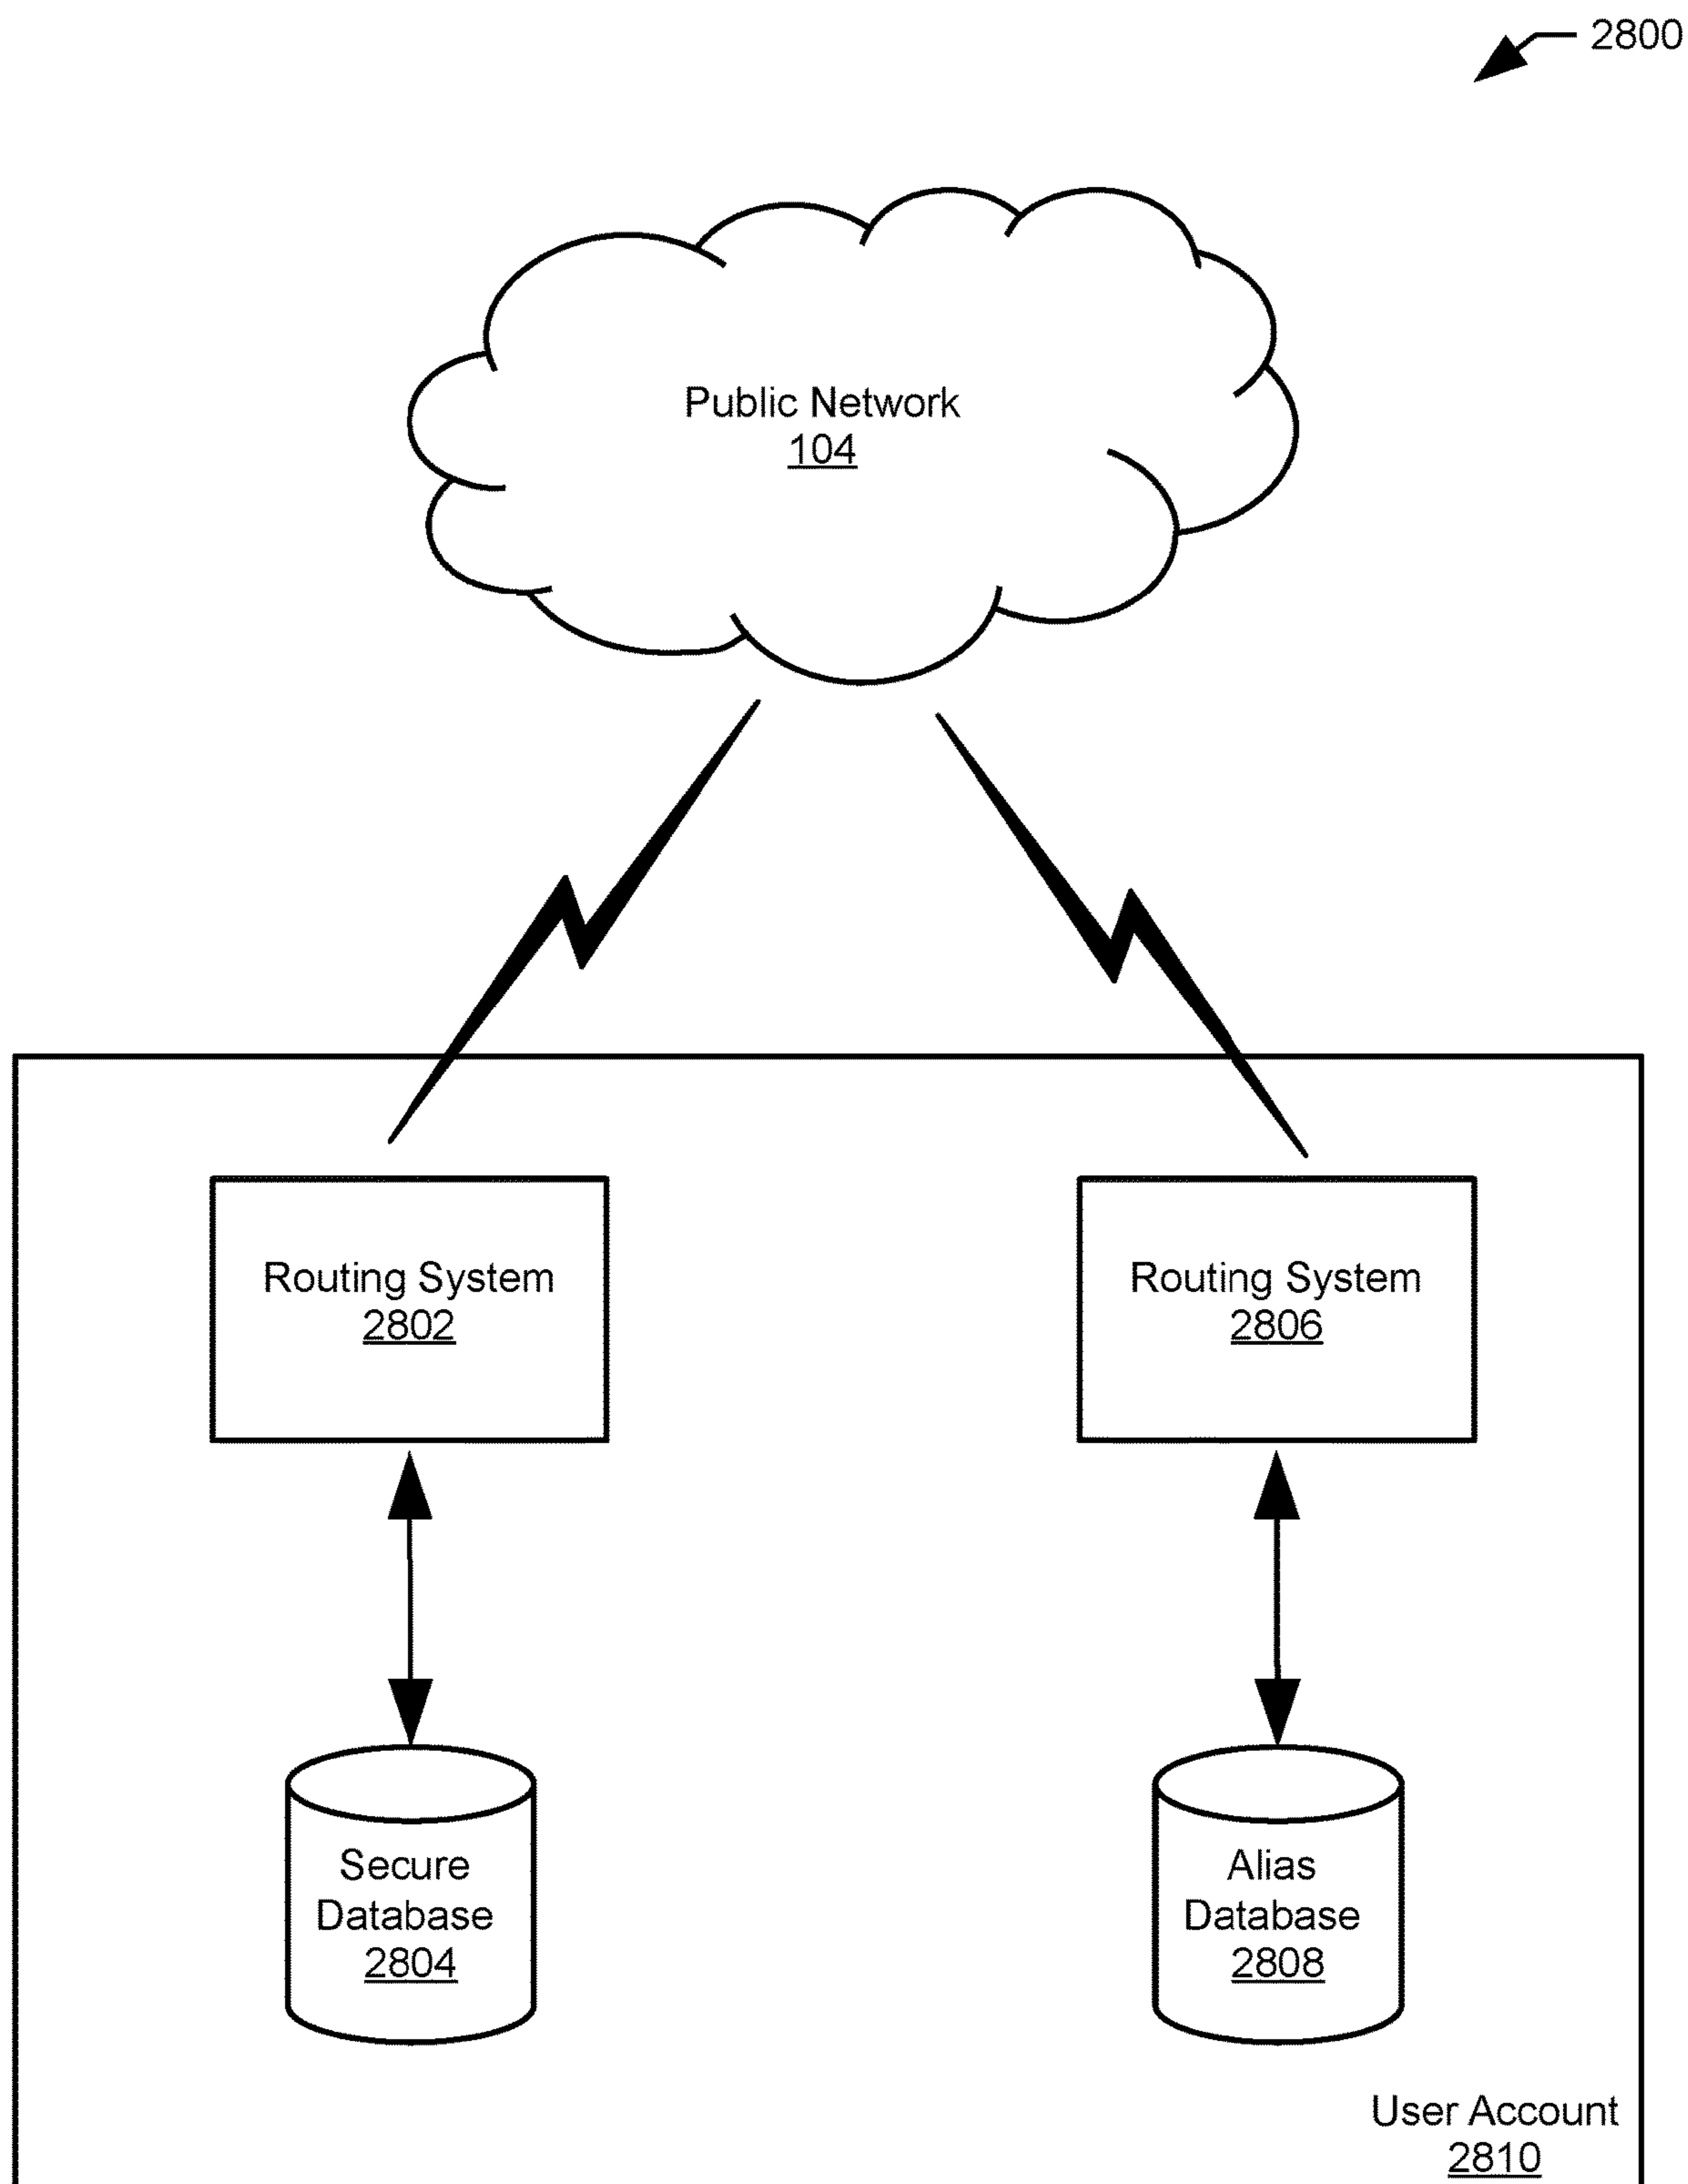 2800
Public Network
104
Routing System
2802
Routing System
2806
Secure
Database
2804
Alias
Database
2808
User Account
2810